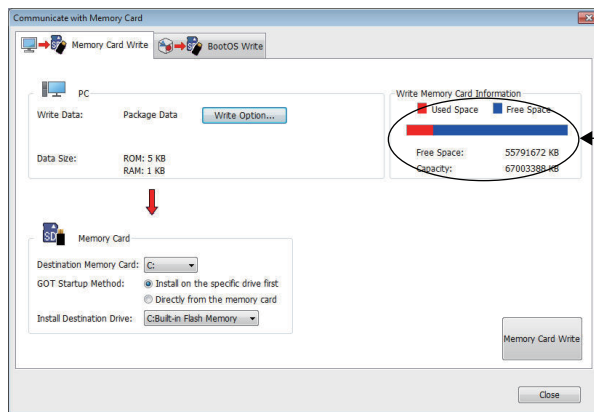 Communicate with Memory Card
Memory Card Write
BootOS Write
PC
Write Data: Package Data Write Option...
Data Size: ROM: 5 KB
RAM: 1 KB
Write Memory Card Information
Used Space Free Space
Free Space: 55791672 KB
Capacity: 67003388 KB
SD Memory Card
Destination Memory Card: C:
GOT Startup Method: Install on the specific drive first
Directly from the memory card
Install Destination Drive: C:Built-in Flash Memory
Memory Card Write
Close